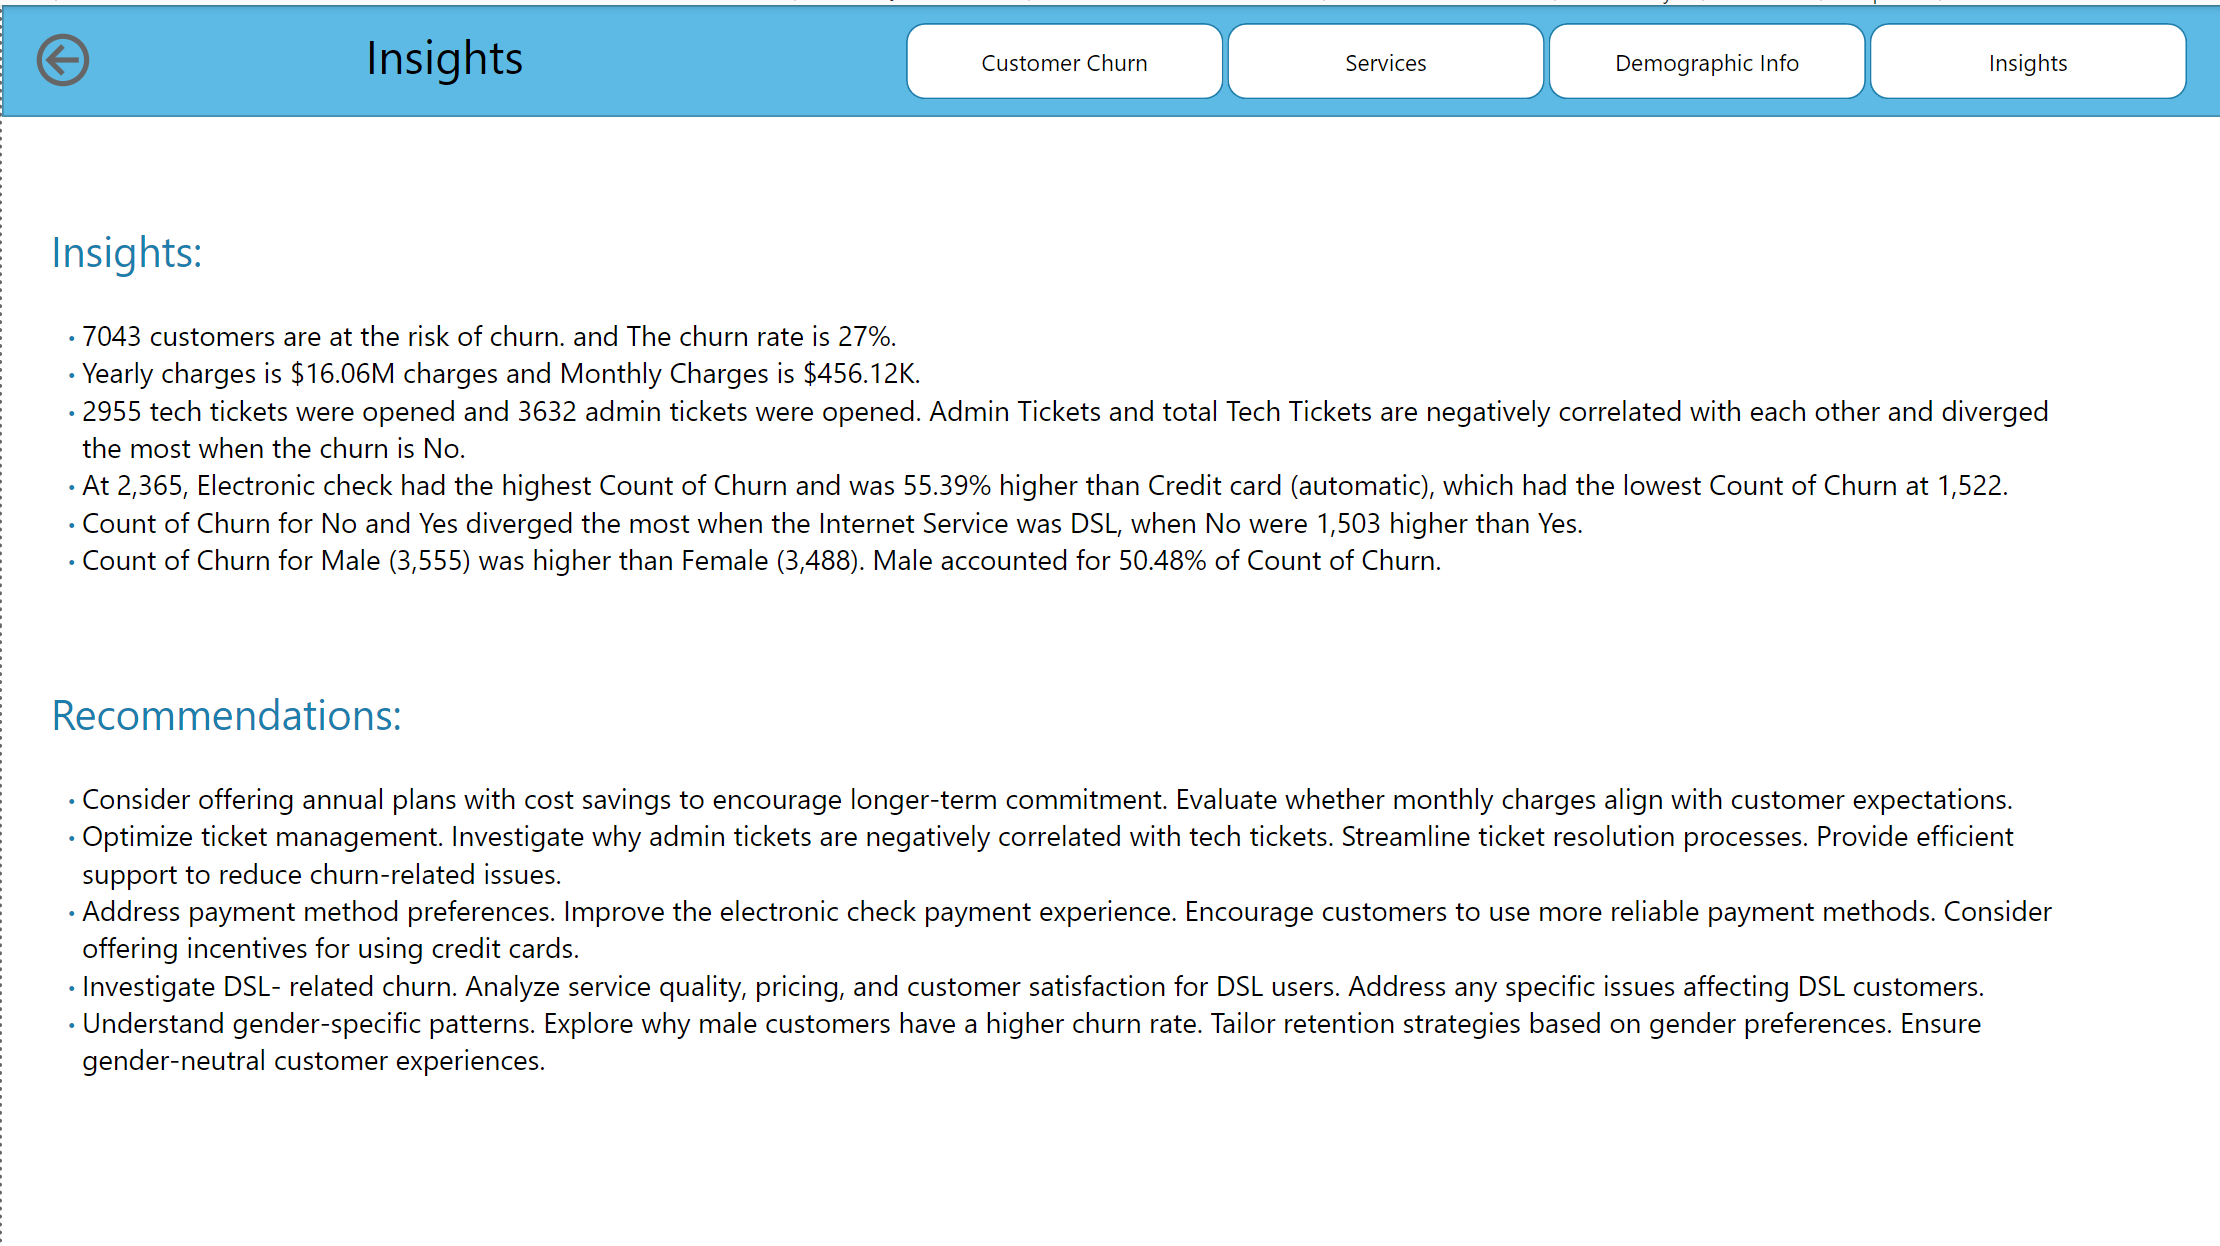 Insights
Customer Churn
Services
Demographic Info
Insights
Insights:
• 7043 customers are at the risk of churn. and The churn rate is 27%.
• Yearly charges is $16.06M charges and Monthly Charges is $456.12K.
• 2955 tech tickets were opened and 3632 admin tickets were opened. Admin Tickets and total Tech Tickets are negatively correlated with each other and diverged
the most when the churn is No.
• At 2,365, Electronic check had the highest Count of Churn and was 55.39% higher than Credit card (automatic), which had the lowest Count of Churn at 1,522.
• Count of Churn for No and Yes diverged the most when the Internet Service was DSL, when No were 1,503 higher than Yes.
• Count of Churn for Male (3,555) was higher than Female (3,488). Male accounted for 50.48% of Count of Churn.
Recommendations:
• Consider offering annual plans with cost savings to encourage longer-term commitment. Evaluate whether monthly charges align with customer expectations.
• Optimize ticket management. Investigate why admin tickets are negatively correlated with tech tickets. Streamline ticket resolution processes. Provide efficient
support to reduce churn-related issues.
• Address payment method preferences. Improve the electronic check payment experience. Encourage customers to use more reliable payment methods. Consider
offering incentives for using credit cards.
• Investigate DSL- related churn. Analyze service quality, pricing, and customer satisfaction for DSL users. Address any specific issues affecting DSL customers.
• Understand gender-specific patterns. Explore why male customers have a higher churn rate. Tailor retention strategies based on gender preferences. Ensure
gender-neutral customer experiences.